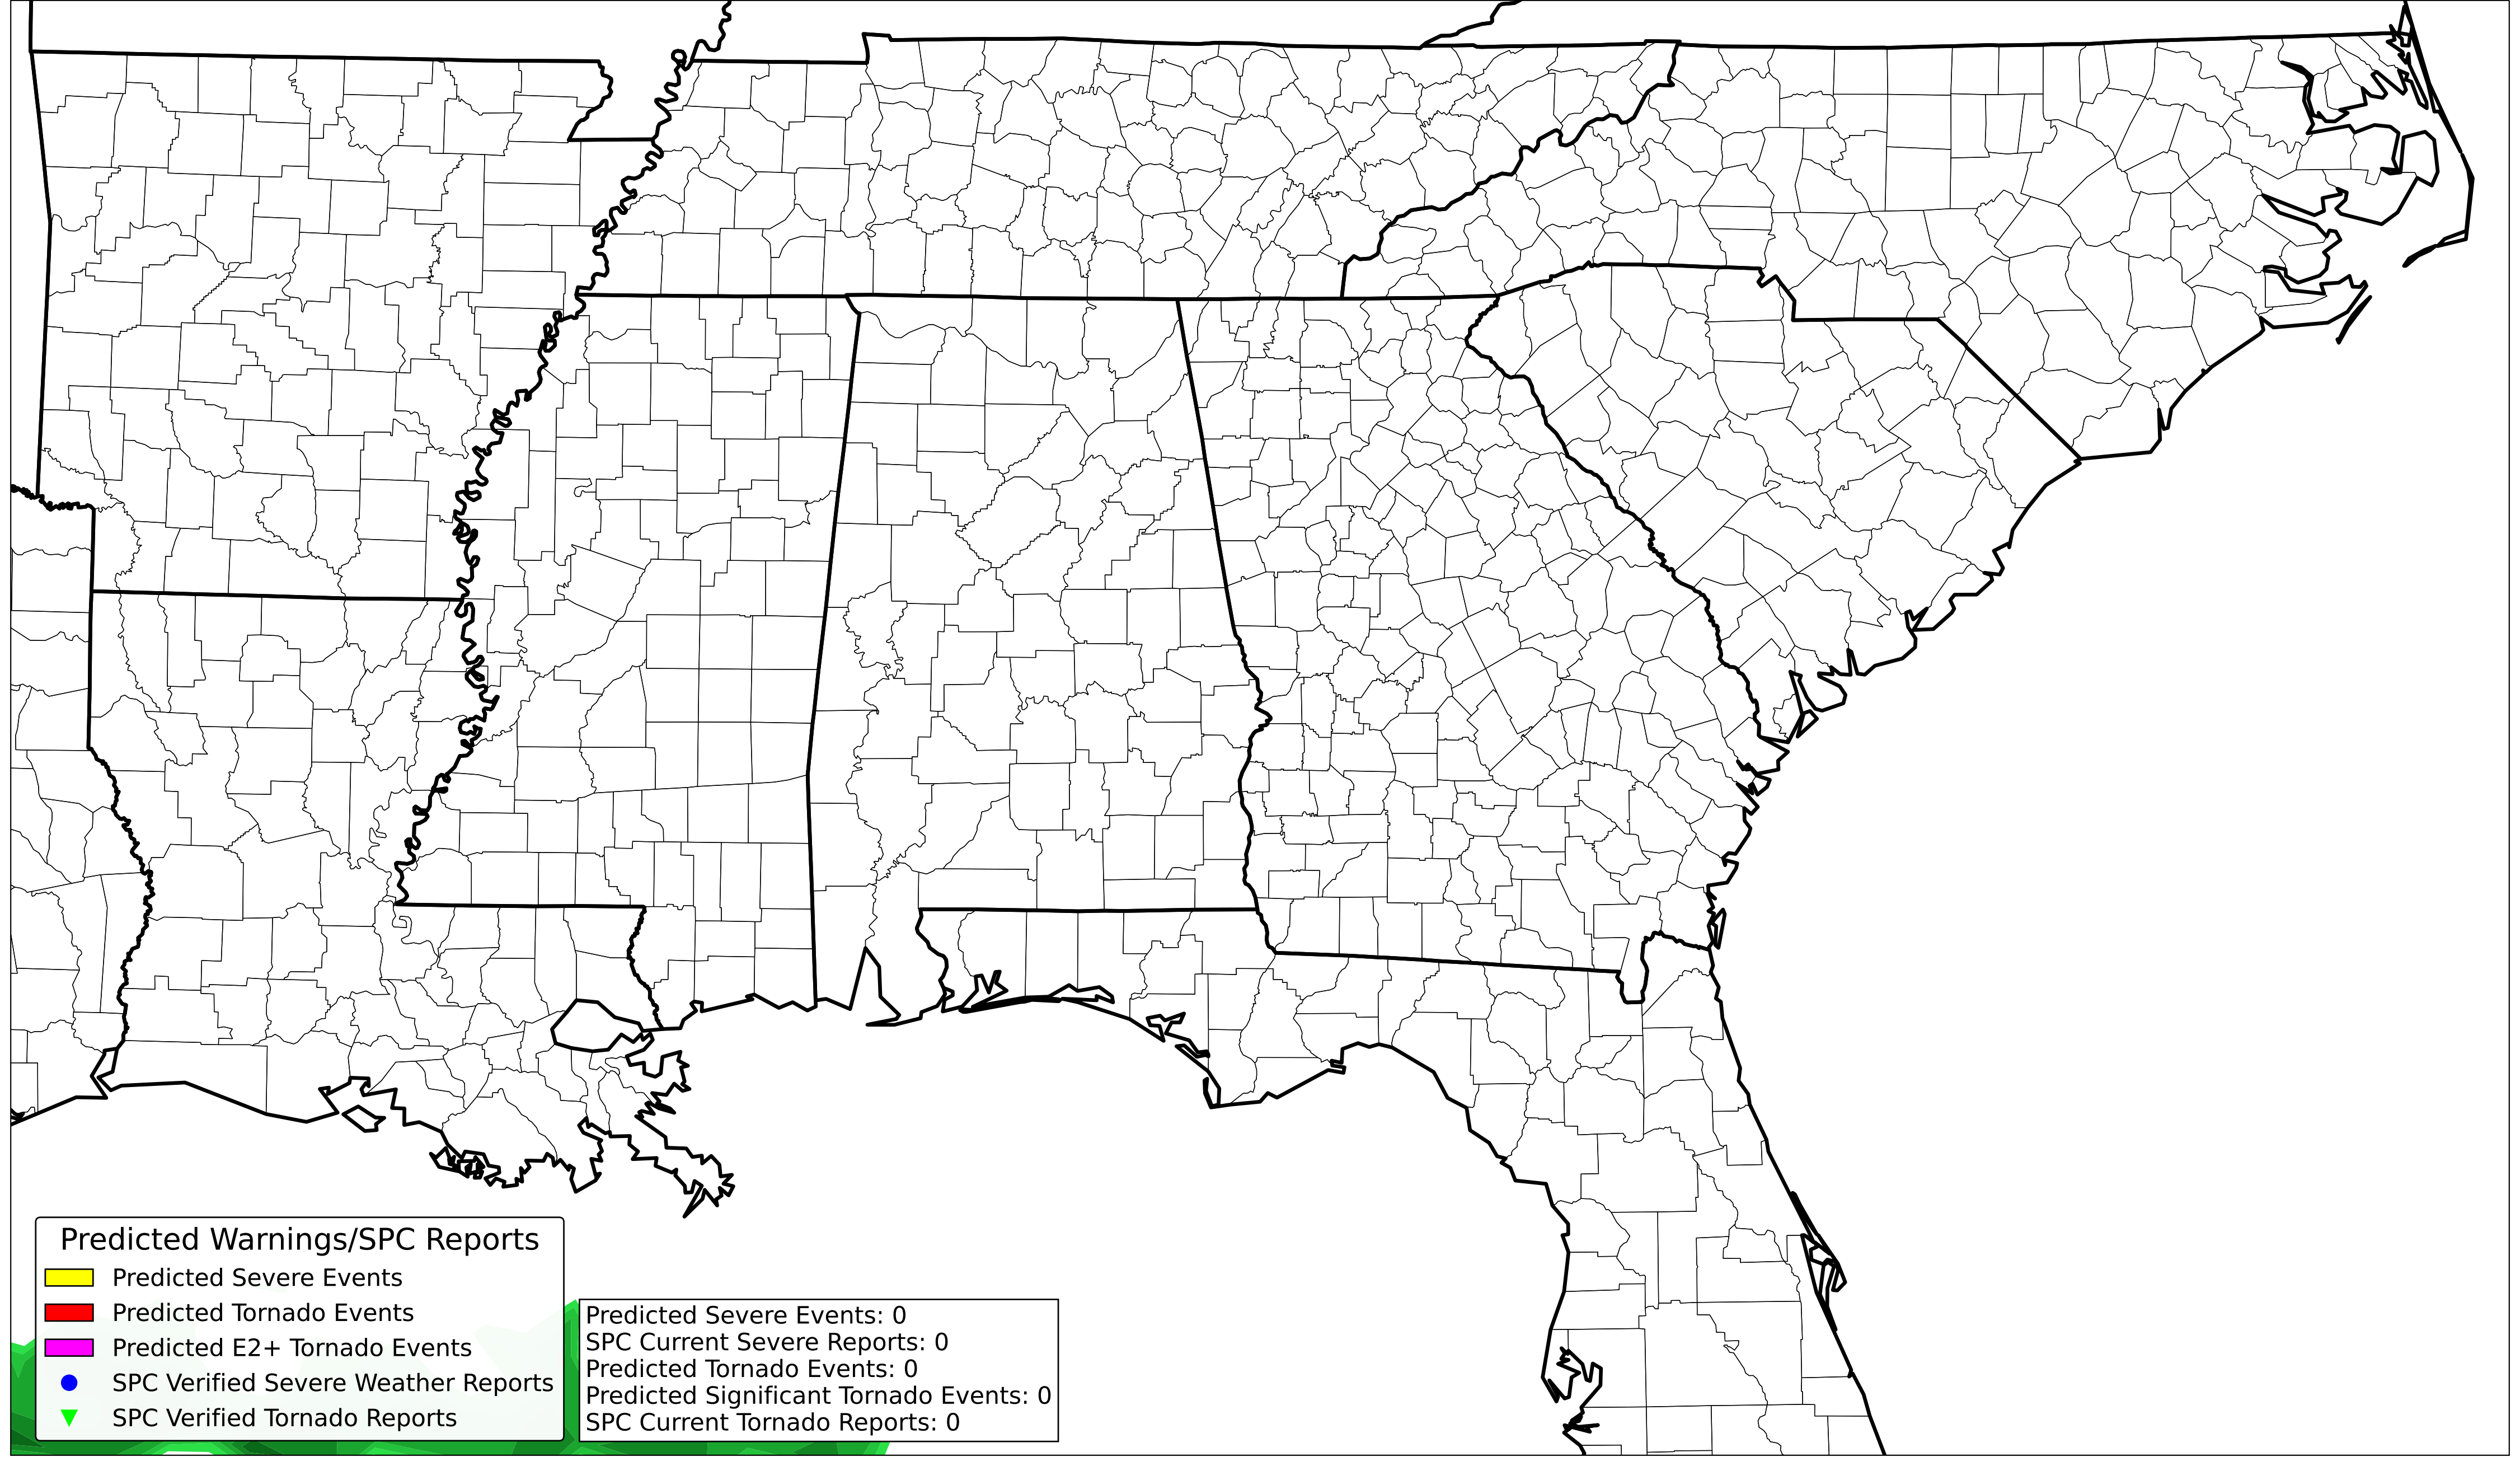 Predicted Warnings/SPC Reports
Predicted Severe Events
Predicted Tornado Events
Predicted E2+ Tornado Events
SPC Verified Severe Weather Reports
SPC Verified Tornado Reports
Predicted Severe Events: 0
SPC Current Severe Reports: 0
Predicted Tornado Events: 0
Predicted Significant Tornado Events: 0
SPC Current Tornado Reports: 0